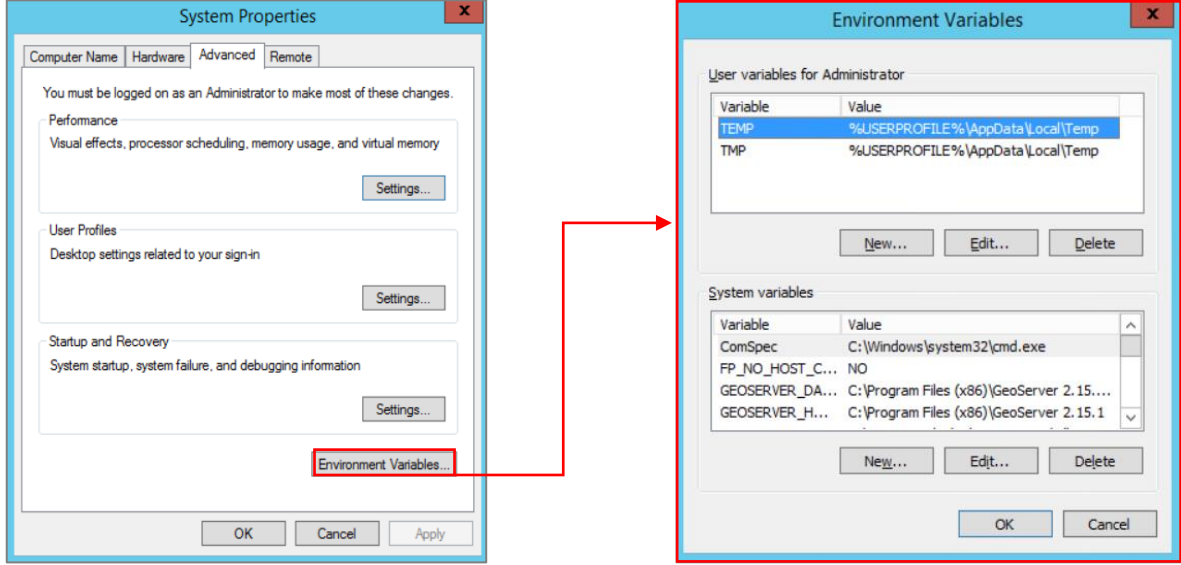 System Properties
x
Computer Name Hardware Advanced Remote
You must be logged on as an Administrator to make most of these changes.
Performance
Visual effects, processor scheduling, memory usage, and virtual memory
Settings...
User Profiles
Desktop settings related to your sign-in
Settings...
Startup and Recovery
System startup, system failure, and debugging information
Settings...
Environment Variables...
OK Cancel Apply
Environment Variables
x
User variables for Administrator
Variable Value
TEMP %USERPROFILE%\AppData\Local\Temp
TMP %USERPROFILE%\AppData\Local\Temp
New... Edit... Delete
System variables
Variable Value
ComSpec C:\Windows\system32\cmd.exe
FP_NO_HOST_C... NO
GEOSERVER_DA... C:\Program Files (x86)\GeoServer 2.15....
GEOSERVER_H... C:\Program Files (x86)\GeoServer 2.15.1
New... Edit... Delete
OK Cancel